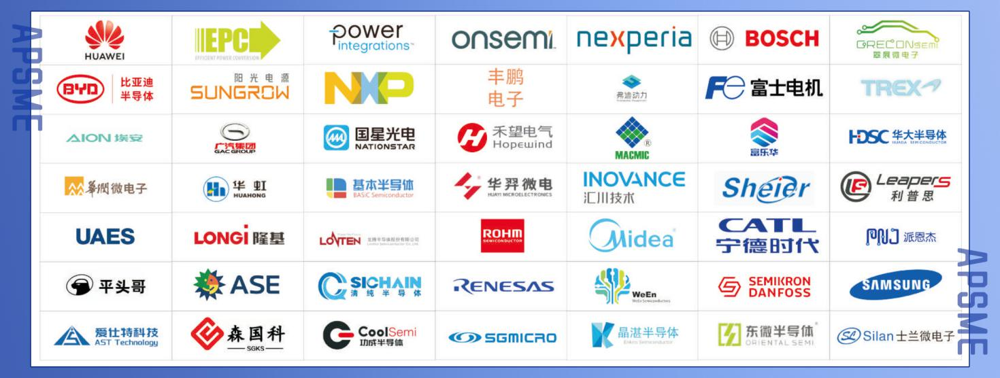 APSME
HUAWEI
EPC
EFFICIENT POWER CONVERSION
power
integrations
onsemi
nexperia
BOSCH
GRECONSEMI
翠展微电子
BYD
比亚迪
半导体
阳光电源
SUNGROW
NXP
丰鹏
电子
弗迪动力
Fe 富士电机
TREX
AION 埃安
广汽集团
GAC GROUP
国星光电
NATIONSTAR
禾望电气
Hopewind
MACMIC
富乐华
HDSC 华大半导体
HUADA SEMICONDUCTOR
华润微电子
华虹
HUAHONG
基本半导体
BASiC Semiconductor
华羿微电
HUAYI MICROELECTRONICS
INOVANCE
汇川技术
Sheier
Leapers
利普思
UAES
LONGi 隆基
LONTEN
龙腾半导体股份有限公司
ROHM
SEMICONDUCTOR
Midea
CATL
宁德时代
PNJ 派恩杰
平头哥
ASE
SICHAIN
清纯半导体
RENESAS
WeEn
WeEn Semiconductors
SEMIKRON
DANFOSS
SAMSUNG
爱仕特科技
AST Technology
森国科
SGKS
CoolSemi
功成半导体
SGMICRO
晶湛半导体
Enkris Semiconductor
东微半导体
ORIENTAL SEMI
SL Silan 士兰微电子
APSME